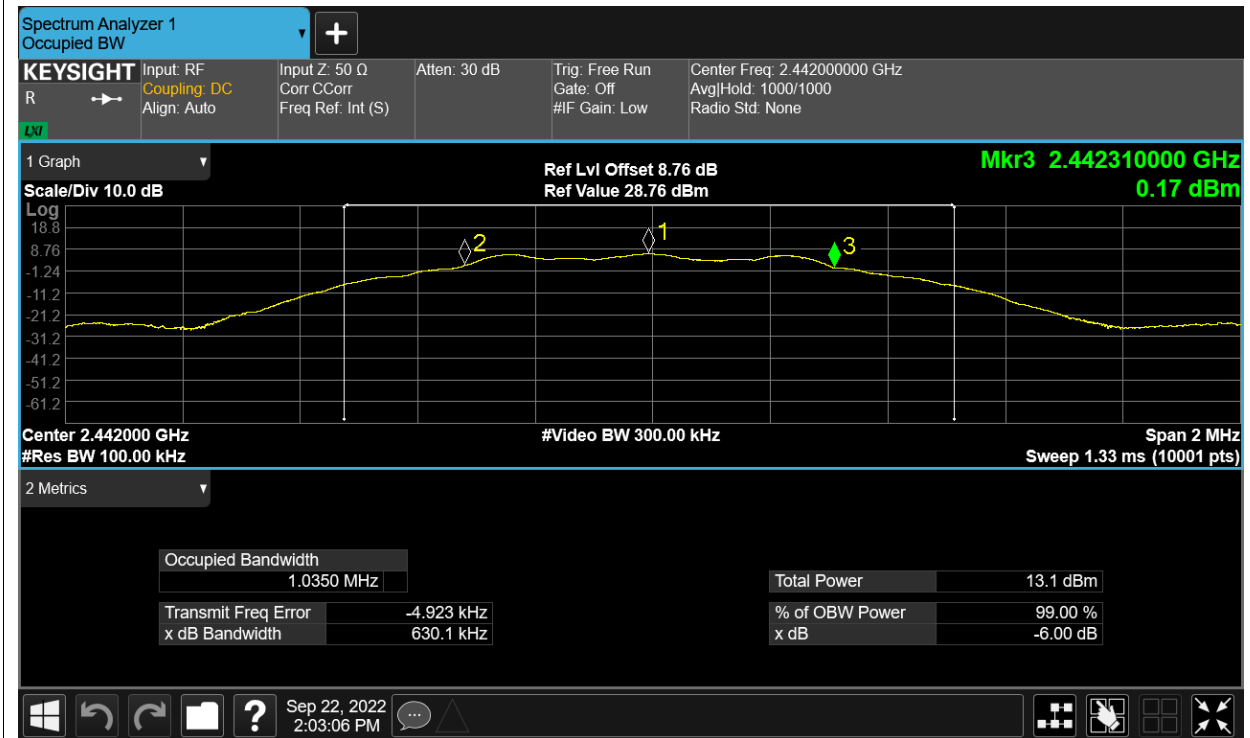 Spectrum Analyzer 1
Occupied BW
+
KEYSIGHT
R
LXI
Input: RF
Coupling: DC
Align: Auto
Input Z: 50 Ω
Corr CCorr
Freq Ref: Int (S)
Atten: 30 dB
Trig: Free Run
Gate: Off
#IF Gain: Low
Center Freq: 2.442000000 GHz
Avg|Hold: 1000/1000
Radio Std: None
1 Graph
Scale/Div 10.0 dB
Ref Lvl Offset 8.76 dB
Ref Value 28.76 dBm
Mkr3 2.442310000 GHz
0.17 dBm
Log
18.8
8.76
-1.24
-11.2
-21.2
-31.2
-41.2
-51.2
-61.2
2
1
3
Center 2.442000 GHz
#Video BW 300.00 kHz
Span 2 MHz
#Res BW 100.00 kHz
Sweep 1.33 ms (10001 pts)
2 Metrics
Occupied Bandwidth
1.0350 MHz
Total Power 13.1 dBm
Transmit Freq Error -4.923 kHz
% of OBW Power 99.00 %
x dB Bandwidth 630.1 kHz
x dB -6.00 dB
?
Sep 22, 2022
2:03:06 PM